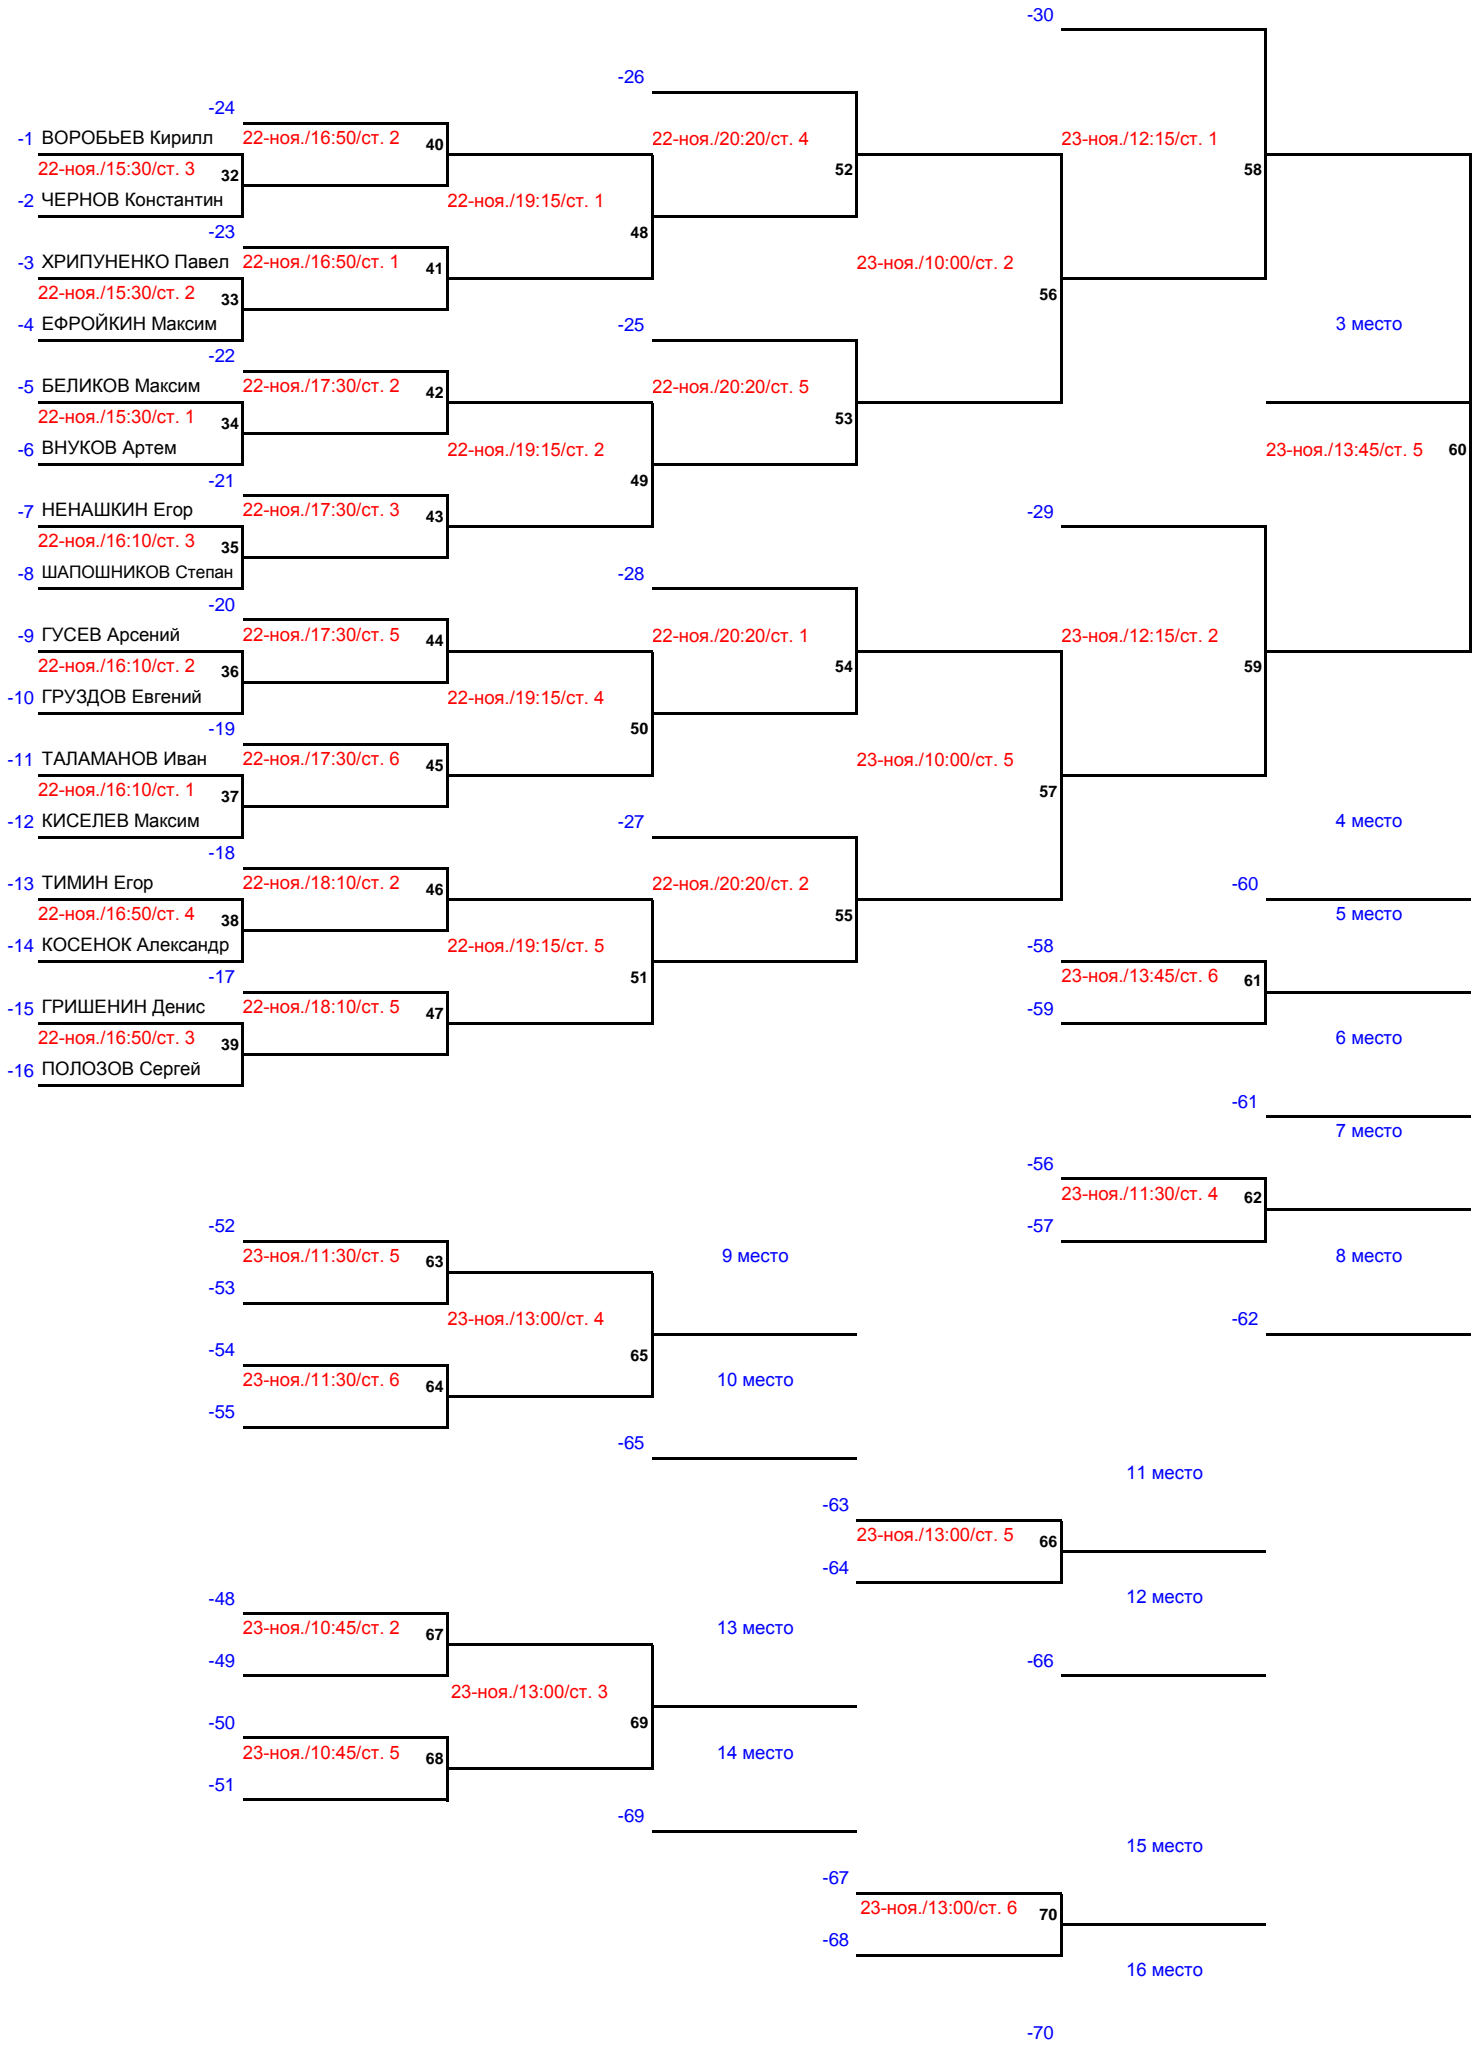 -30
-26
-24
-1 ВОРОБЬЕВ Кирилл 22-ноя./16:50/ст. 2 40 22-ноя./20:20/ст. 4 23-ноя./12:15/ст. 1
22-ноя./15:30/ст. 3 32 52 58
-2 ЧЕРНОВ Константин 22-ноя./19:15/ст. 1
-23 48
-3 ХРИПУНЕНКО Павел 22-ноя./16:50/ст. 1 41 23-ноя./10:00/ст. 2
22-ноя./15:30/ст. 2 33 56
-4 ЕФРОЙКИН Максим -25 3 место
-22
-5 БЕЛИКОВ Максим 22-ноя./17:30/ст. 2 42 22-ноя./20:20/ст. 5
22-ноя./15:30/ст. 1 34 53
-6 ВНУКОВ Артем 22-ноя./19:15/ст. 2 23-ноя./13:45/ст. 5 60
-21 49
-7 НЕНАШКИН Егор 22-ноя./17:30/ст. 3 43 -29
22-ноя./16:10/ст. 3 35
-8 ШАПОШНИКОВ Степан -28
-20
-9 ГУСЕВ Арсений 22-ноя./17:30/ст. 5 44 22-ноя./20:20/ст. 1 23-ноя./12:15/ст. 2
22-ноя./16:10/ст. 2 36 54 59
-10 ГРУЗДОВ Евгений 22-ноя./19:15/ст. 4
-19 50
-11 ТАЛАМАНОВ Иван 22-ноя./17:30/ст. 6 45 23-ноя./10:00/ст. 5
22-ноя./16:10/ст. 1 37 57
-12 КИСЕЛЕВ Максим -27 4 место
-18
-13 ТИМИН Егор 22-ноя./18:10/ст. 2 46 22-ноя./20:20/ст. 2 -60
22-ноя./16:50/ст. 4 38 55 5 место
-14 КОСЕНОК Александр 22-ноя./19:15/ст. 5 -58
-17 51 23-ноя./13:45/ст. 6 61
-15 ГРИШЕНИН Денис 22-ноя./18:10/ст. 5 47 -59
22-ноя./16:50/ст. 3 39 6 место
-16 ПОЛОЗОВ Сергей
-61
7 место
-56
23-ноя./11:30/ст. 4 62
-52 -57
23-ноя./11:30/ст. 5 63 9 место 8 место
-53
23-ноя./13:00/ст. 4 -62
-54 65
23-ноя./11:30/ст. 6 64 10 место
-55
-65
11 место
-63
23-ноя./13:00/ст. 5 66
-64
-48 12 место
23-ноя./10:45/ст. 2 67 13 место
-49 -66
23-ноя./13:00/ст. 3
-50 69
23-ноя./10:45/ст. 5 68 14 место
-51
-69
15 место
-67
23-ноя./13:00/ст. 6 70
-68
16 место
-70